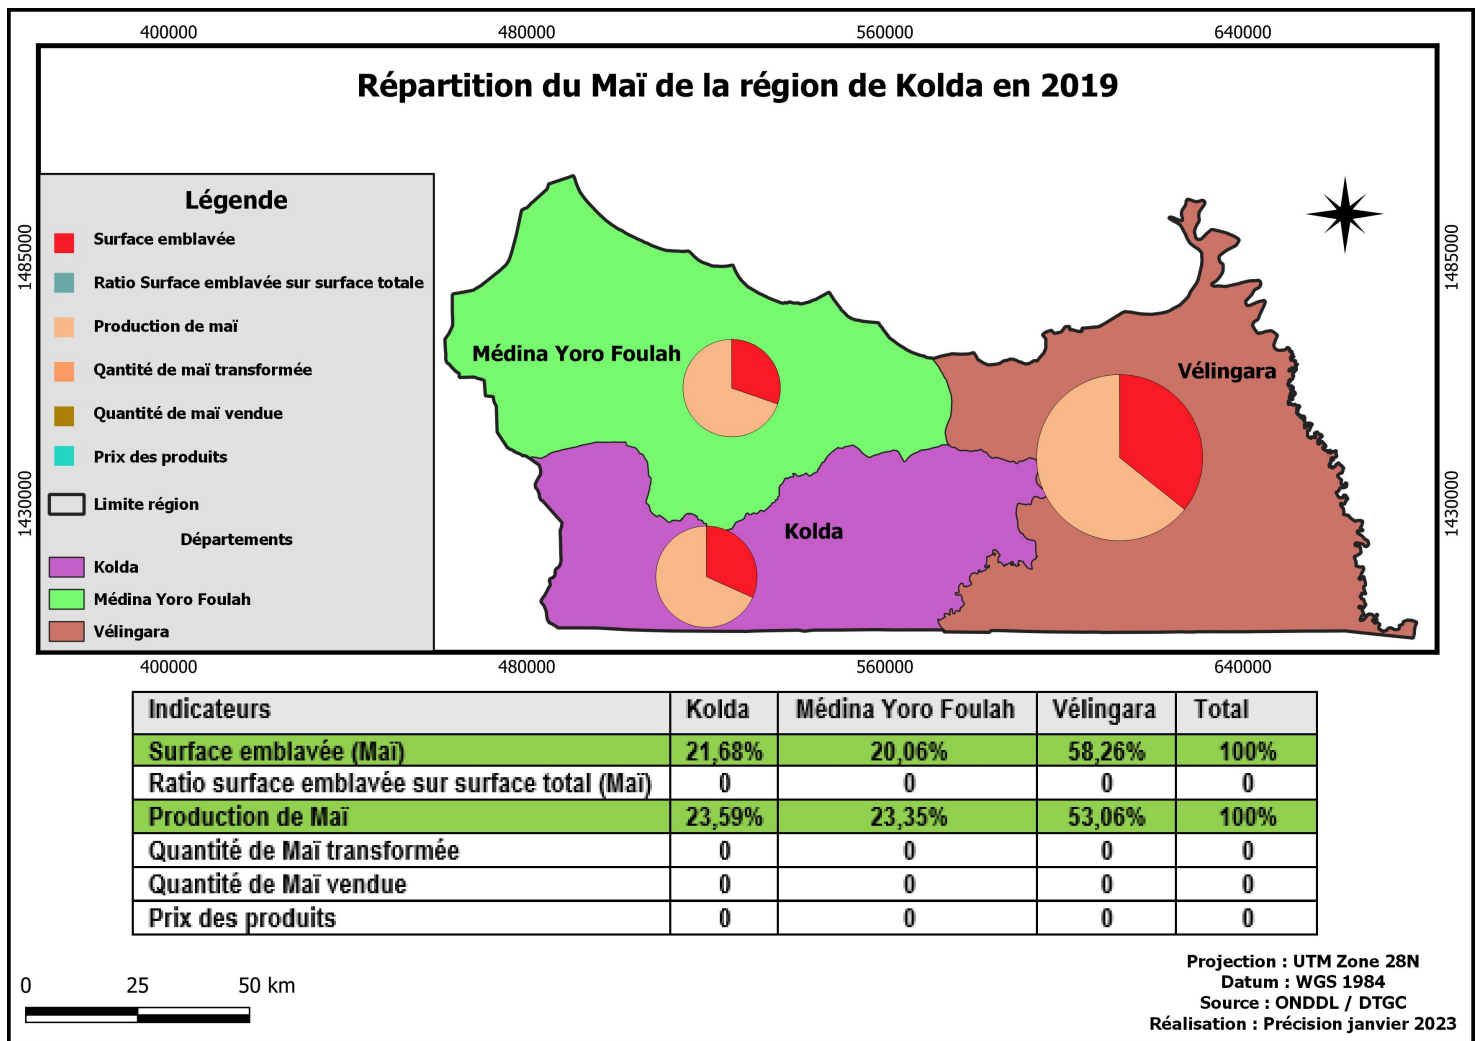 400000 480000 560000 640000
Répartition du Maï de la région de Kolda en 2019
1485000
1430000
1485000
1430000
Légende
Surface emblavée
Ratio Surface emblavée sur surface totale
Production de maï
Qantité de maï transformée
Quantité de maï vendue
Prix des produits
Limite région
Départements
Kolda
Médina Yoro Foulah
Vélingara
Médina Yoro Foulah
Vélingara
Kolda
400000 480000 560000 640000
Indicateurs Kolda Médina Yoro Foulah Vélingara Total
Surface emblavée (Maï) 21,68% 20,06% 58,26% 100%
Ratio surface emblavée sur surface total (Maï) 0 0 0 0
Production de Maï 23,59% 23,35% 53,06% 100%
Quantité de Maï transformée 0 0 0 0
Quantité de Maï vendue 0 0 0 0
Prix des produits 0 0 0 0
0 25 50 km
Projection : UTM Zone 28N
Datum : WGS 1984
Source : ONDDL / DTGC
Réalisation : Précision janvier 2023